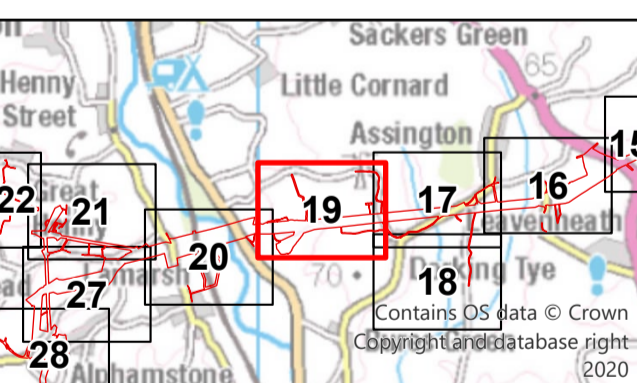 Sackers Green
65
Henny
Street
Little Cornard
Assington
15
22
Great
21
19
17
16
20
70
18
Tye
27
28
Alphamstone
Contains OS data © Crown
Copyright and database right
2020